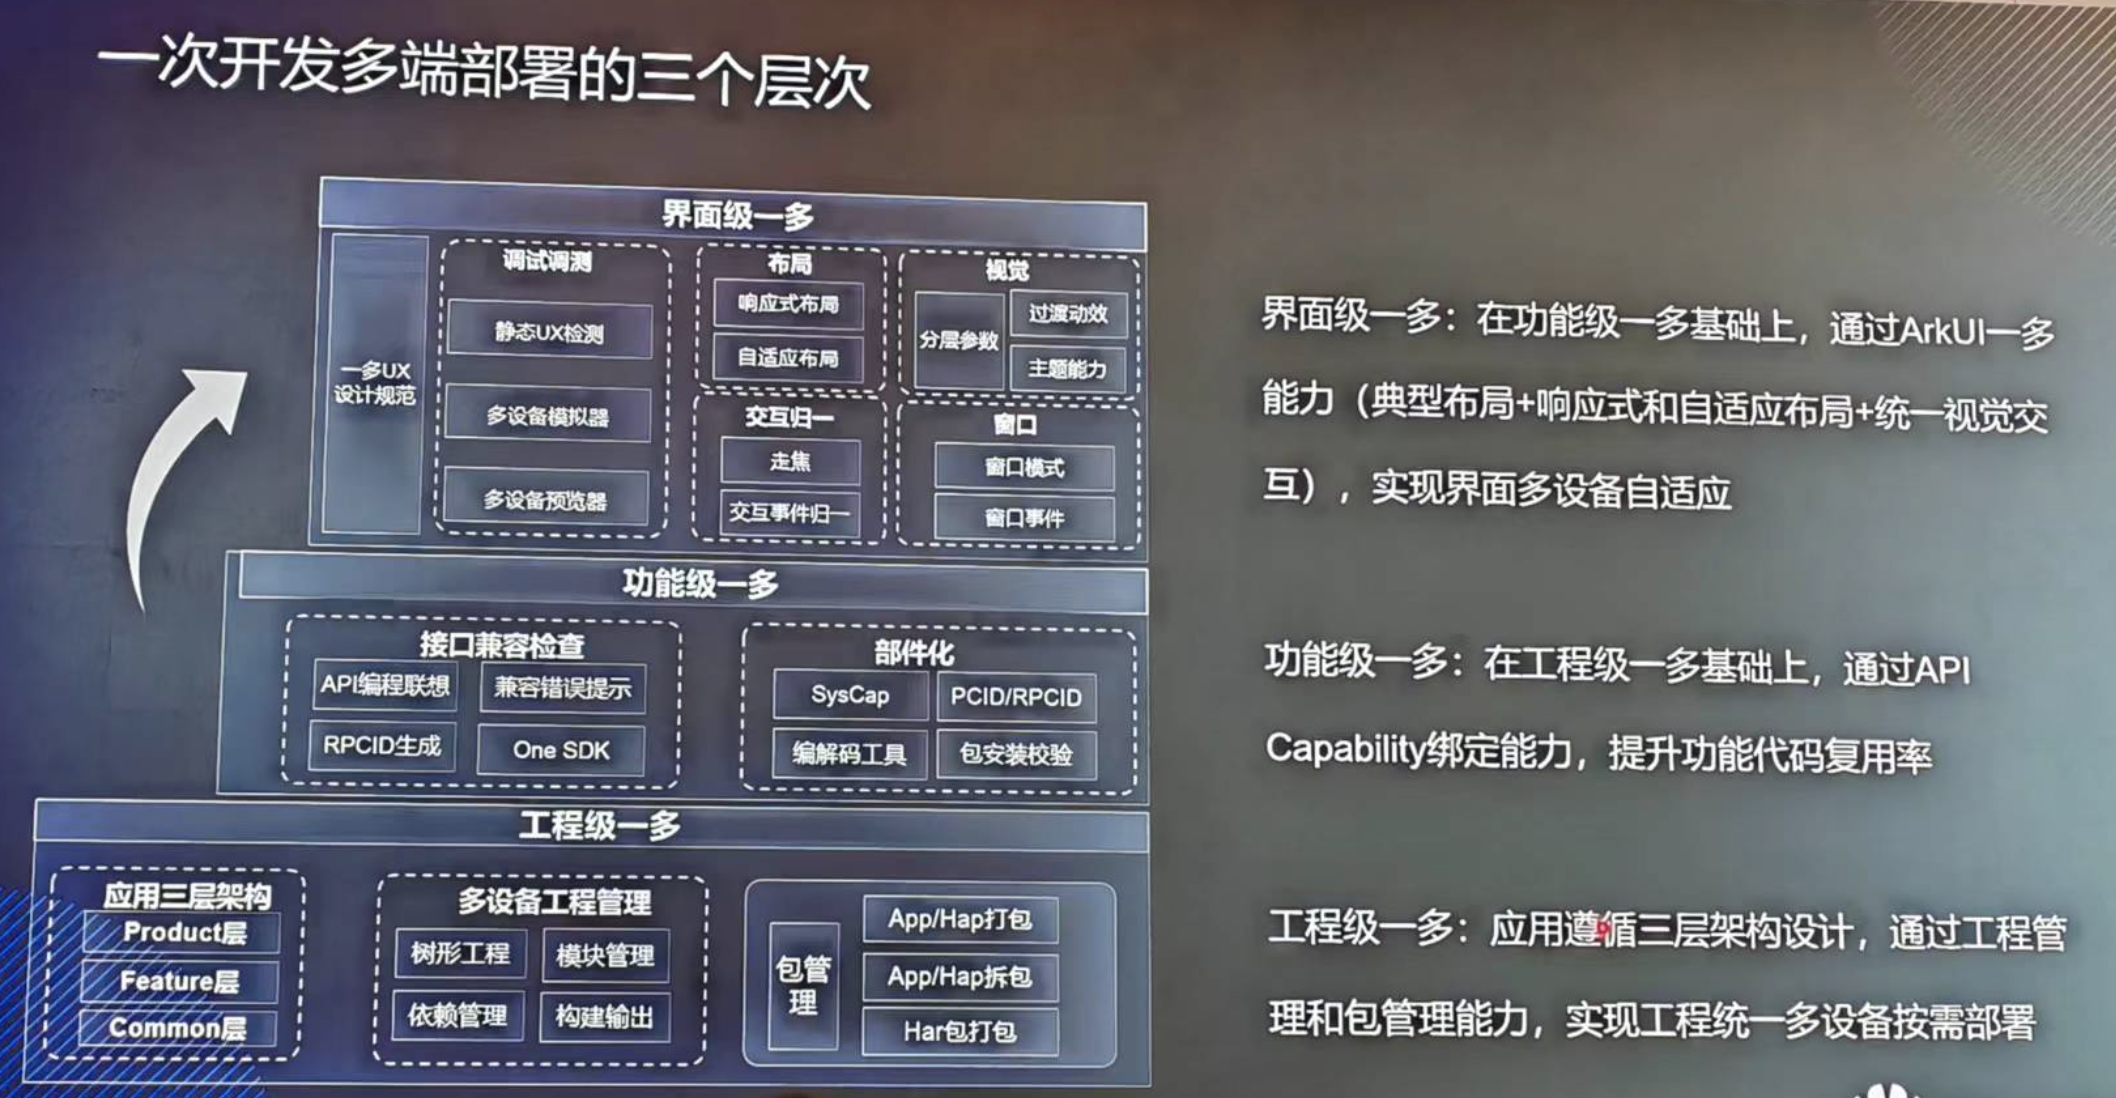 一次开发多端部署的三个层次
界面级一多
一多UX
设计规范
调试调测
静态UX检测
多设备模拟器
多设备预览器
布局
响应式布局
自适应布局
视觉
分层参数
过渡动效
主题能力
交互归一
走焦
交互事件归一
窗口
窗口模式
窗口事件
功能级一多
接口兼容检查
API编程联想
兼容错误提示
RPCID生成
One SDK
部件化
SysCap
PCID/RPCID
编解码工具
包安装校验
工程级一多
应用三层架构
Product层
Feature层
Common层
多设备工程管理
树形工程
模块管理
依赖管理
构建输出
包管
理
App/Hap打包
App/Hap拆包
Har包打包
界面级一多：在功能级一多基础上，通过ArkUI一多
能力（典型布局+响应式和自适应布局+统一视觉交
互），实现界面多设备自适应
功能级一多：在工程级一多基础上，通过API
Capability绑定能力，提升功能代码复用率
工程级一多：应用遵循三层架构设计，通过工程管
理和包管理能力，实现工程统一多设备按需部署